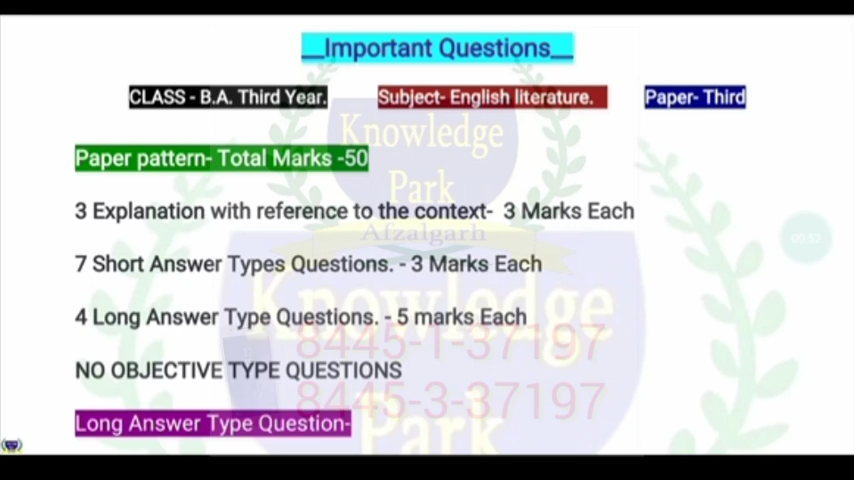 __Important Questions__
CLASS - B.A. Third Year. Subject- English literature. Paper- Third
Paper pattern- Total Marks -50
3 Explanation with reference to the context- 3 Marks Each
7 Short Answer Types Questions. - 3 Marks Each
4 Long Answer Type Questions. - 5 marks Each
NO OBJECTIVE TYPE QUESTIONS
Long Answer Type Question-
Knowledge
Park
Afzalgarh
Knowledge
Park
8445-1-37197
8445-3-37197